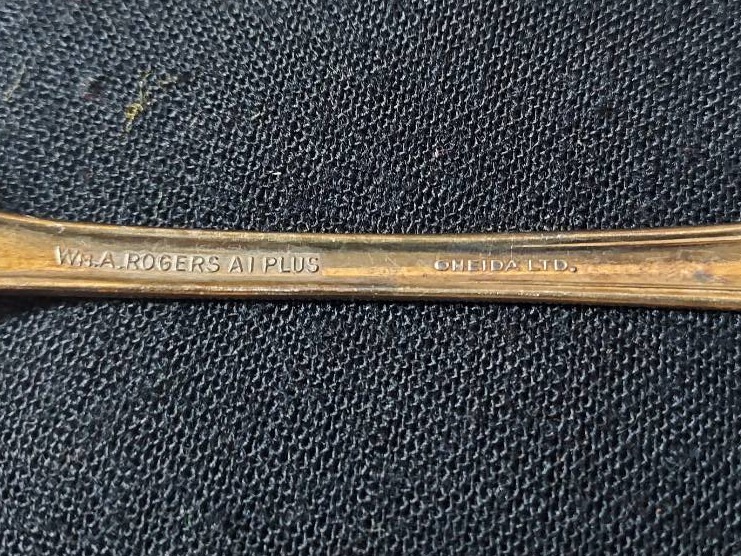 Wm.A.ROGERS A1 PLUS ONEIDA LTD.